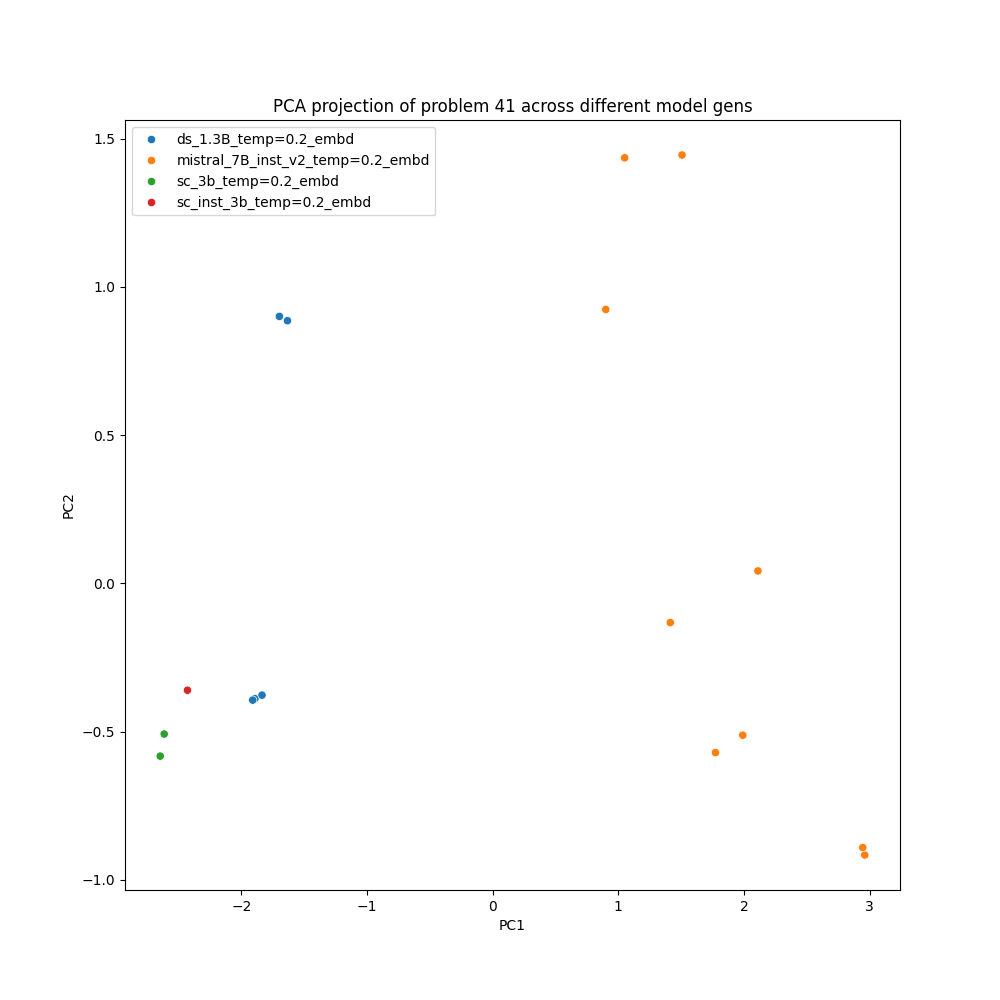 PCA projection of problem 41 across different model gens
ds_1.3B_temp=0.2_embd
mistral_7B_inst_v2_temp=0.2_embd
sc_3b_temp=0.2_embd
sc_inst_3b_temp=0.2_embd
1.5
1.0
0.5
0.0
−0.5
−1.0
PC2
−2 −1 0 1 2 3
PC1